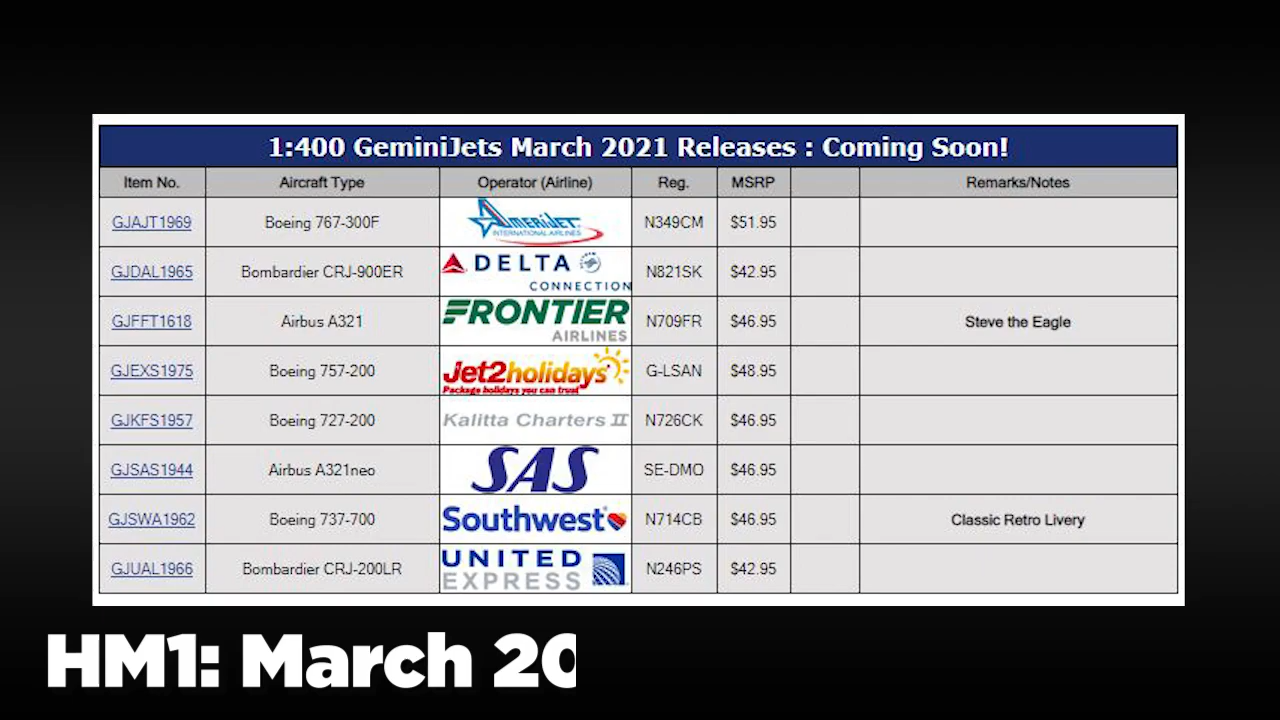 1:400 GeminiJets March 2021 Releases : Coming Soon!
Item No. Aircraft Type Operator (Airline) Reg. MSRP Remarks/Notes
GJAJT1969 Boeing 767-300F AMERIJET INTERNATIONAL AIRLINES N349CM $51.95
GJDAL1965 Bombardier CRJ-900ER DELTA CONNECTION N821SK $42.95
GJFFT1618 Airbus A321 FRONTIER AIRLINES N709FR $46.95 Steve the Eagle
GJEXS1975 Boeing 757-200 Jet2holidays Package holidays you can trust G-LSAN $48.95
GJKFS1957 Boeing 727-200 Kalitta Charters II N726CK $46.95
GJSAS1944 Airbus A321neo SAS SE-DMO $46.95
GJSWA1962 Boeing 737-700 Southwest N714CB $46.95 Classic Retro Livery
GJUAL1966 Bombardier CRJ-200LR UNITED EXPRESS N246PS $42.95
HM1: March 20